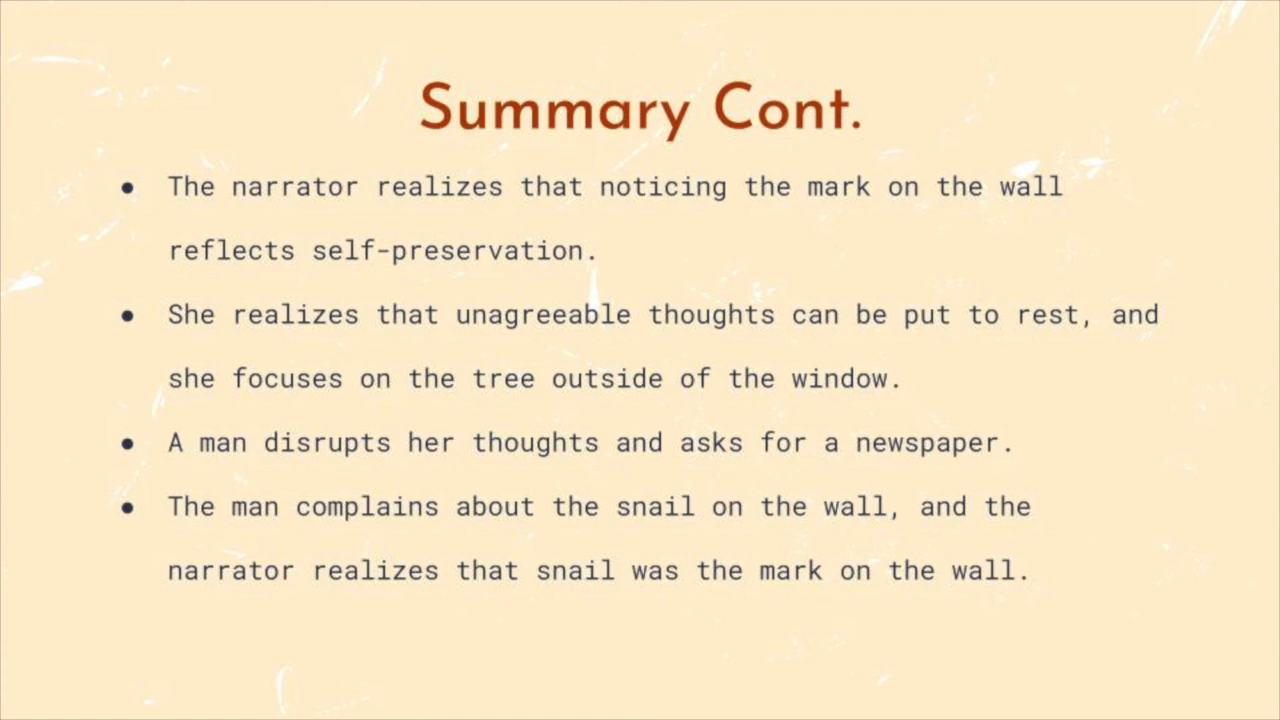 Summary Cont.
● The narrator realizes that noticing the mark on the wall
reflects self-preservation.
● She realizes that unagreeable thoughts can be put to rest, and
she focuses on the tree outside of the window.
● A man disrupts her thoughts and asks for a newspaper.
● The man complains about the snail on the wall, and the
narrator realizes that snail was the mark on the wall.